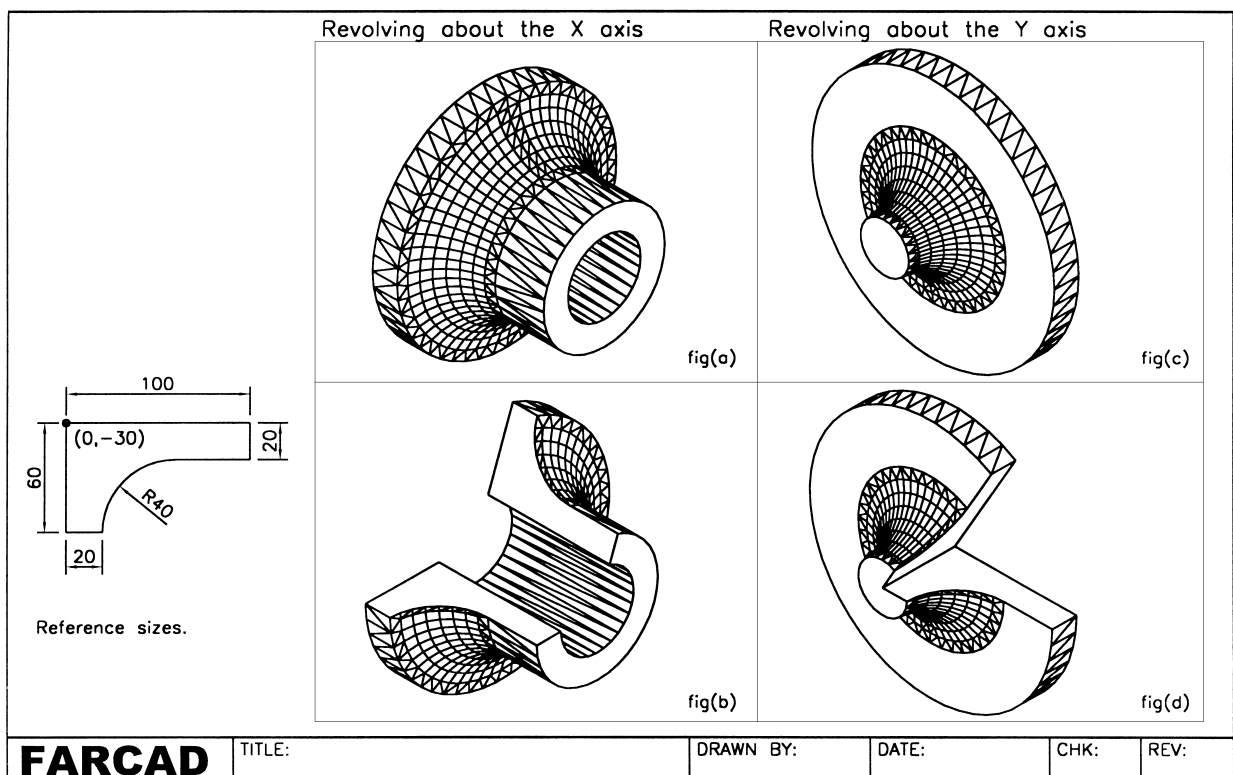 Revolving about the X axis
Revolving about the Y axis
fig(a)
fig(c)
100
(0,-30)
20
60
R40
20
Reference sizes.
fig(b)
fig(d)
FARCAD
TITLE:
DRAWN BY:
DATE:
CHK:
REV: